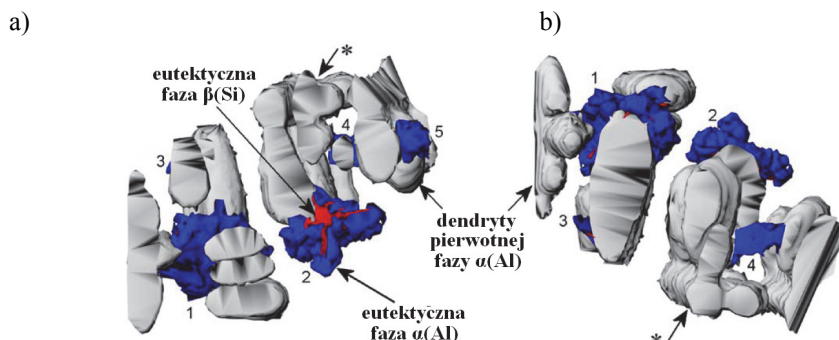 a)
b)
*
eutektyczna
faza β(Si)
1
2
3
4
5
dendryty
pierwotnej
fazy α(Al)
eutektyczna
faza α(Al)
1
2
3
4
*